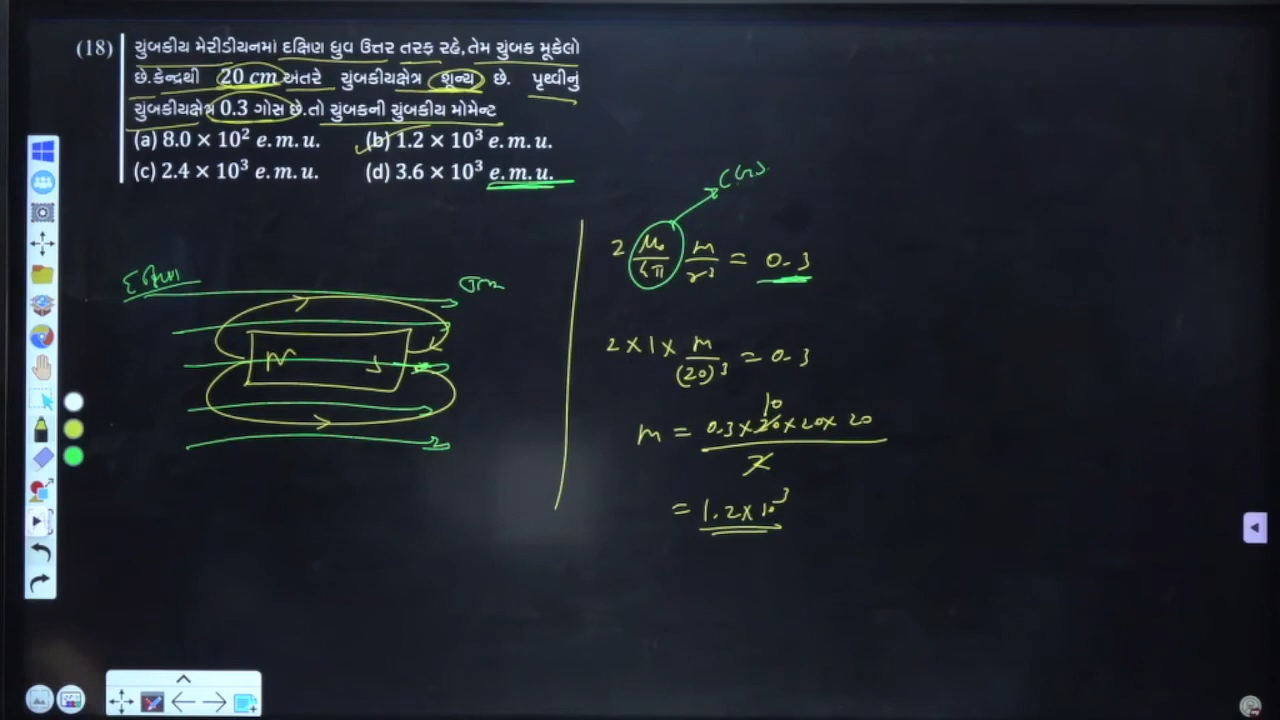 (18) ચુંબકીય મેરીડીયનમાં દક્ષિણ ધ્રુવ ઉત્તર તરફ રહે, તેમ ચુંબક મૂકેલો
છે.કેન્દ્રથી 20 cm અંતરે ચુંબકીયક્ષેત્ર શૂન્ય છે. પૃથ્વીનું
ચુંબકીયક્ષેત્ર 0.3 ગોસ છે.તો ચુંબકની ચુંબકીય મોમેન્ટ
(a) 8.0 × 10² e.m.u. (b) 1.2 × 10³ e.m.u.
(c) 2.4 × 10³ e.m.u. (d) 3.6 × 10³ e.m.u.
દક્ષિણ ઉત્તર
N S
CGS
2 μ₀/4π m/r³ = 0.3
2 × 1 × m/(20)³ = 0.3
m = 0.3 × 20 × 20 × 20 / 2
10
= 1.2 × 10³